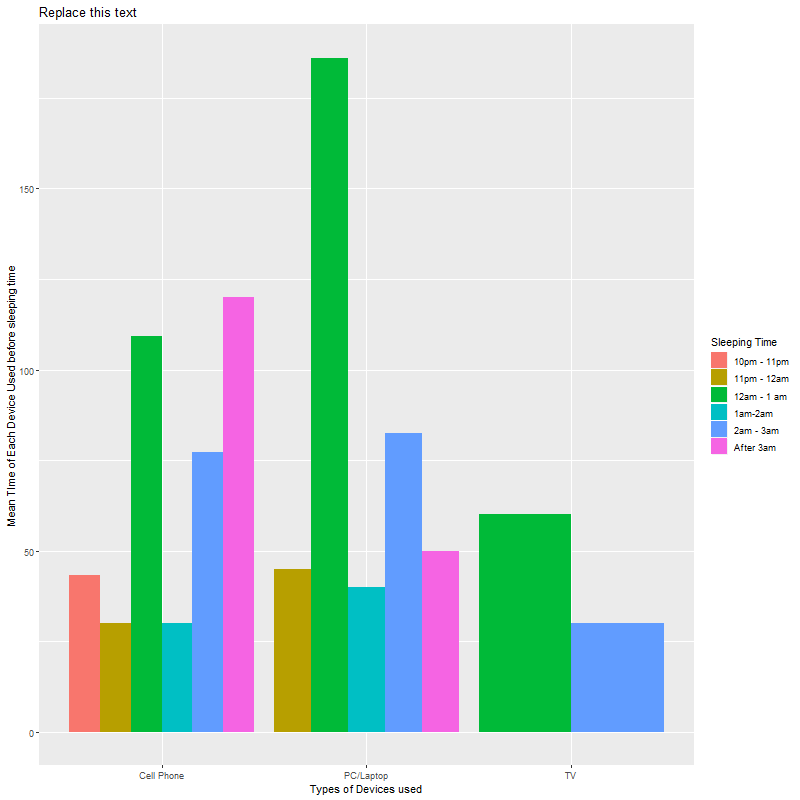 Replace this text
150
100
50
0
Mean TIme of Each Device Used before sleeping time
Cell Phone
PC/Laptop
TV
Types of Devices used
Sleeping Time
10pm - 11pm
11pm - 12am
12am - 1 am
1am-2am
2am - 3am
After 3am